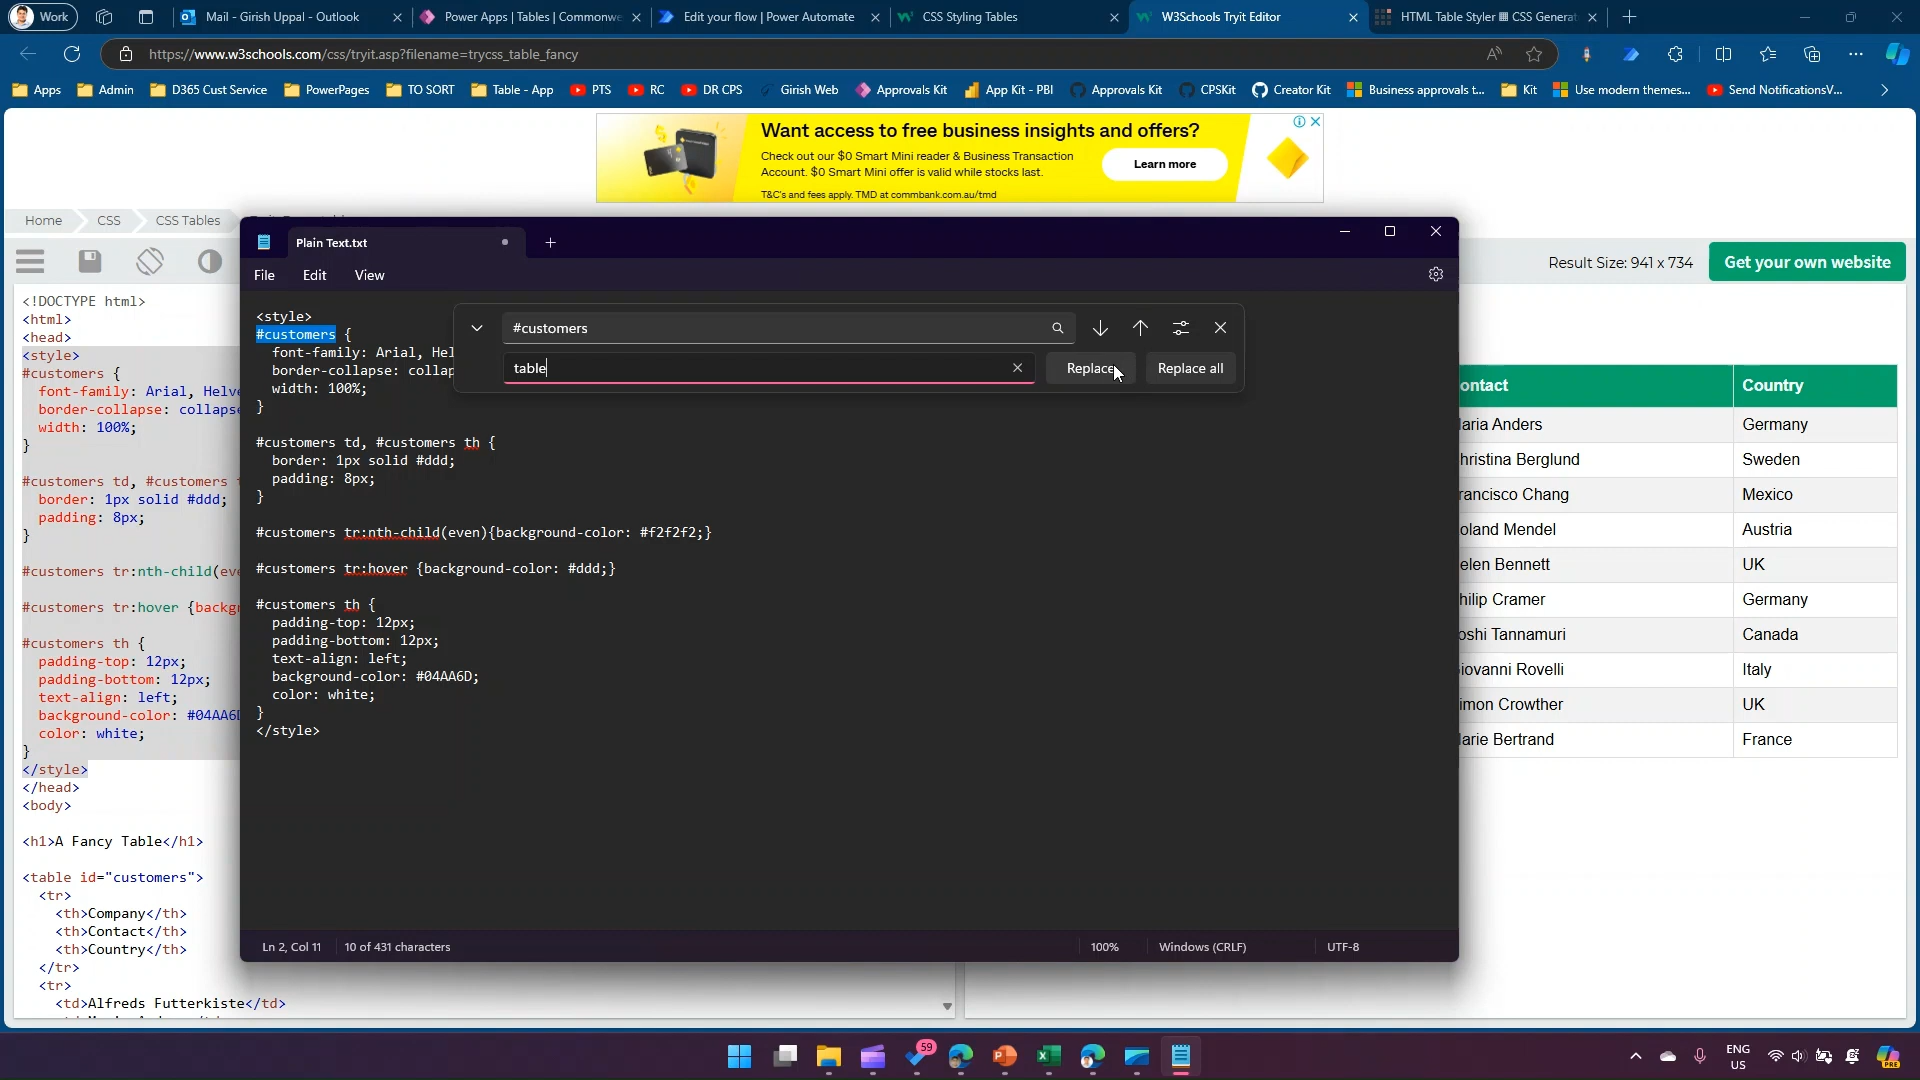 Work
Mail - Girish Uppal - Outlook
Power Apps | Tables | Commonwe
Edit your flow | Power Automate
CSS Styling Tables
W3Schools Tryit Editor
HTML Table Styler ▦ CSS Generat
https://www.w3schools.com/css/tryit.asp?filename=trycss_table_fancy
Apps
Admin
D365 Cust Service
PowerPages
TO SORT
Table - App
PTS
RC
DR CPS
Girish Web
Approvals Kit
App Kit - PBI
Approvals Kit
CPSKit
Creator Kit
Business approvals t...
Kit
Use modern themes...
Send NotificationsV...
Want access to free business insights and offers?
Check out our $0 Smart Mini reader & Business Transaction
Account. $0 Smart Mini offer is valid while stocks last.
T&C's and fees apply. TMD at commbank.com.au/tmd
Learn more
Home
CSS
CSS Tables
Result Size: 941 x 734
Get your own website
<!DOCTYPE html>
<html>
<head>
<style>
#customers {
font-family: Arial, Helve
border-collapse: collapse
width: 100%;
}
#customers td, #customers t
border: 1px solid #ddd;
padding: 8px;
}
#customers tr:nth-child(eve
#customers tr:hover {backgr
#customers th {
padding-top: 12px;
padding-bottom: 12px;
text-align: left;
background-color: #04AA6D
color: white;
}
</style>
</head>
<body>
<h1>A Fancy Table</h1>
<table id="customers">
<tr>
<th>Company</th>
<th>Contact</th>
<th>Country</th>
</tr>
<tr>
<td>Alfreds Futterkiste</td>
Plain Text.txt
File
Edit
View
#customers
table
Replace
Replace all
<style>
#customers {
font-family: Arial, Hel
border-collapse: collap
width: 100%;
}
#customers td, #customers th {
border: 1px solid #ddd;
padding: 8px;
}
#customers tr:nth-child(even){background-color: #f2f2f2;}
#customers tr:hover {background-color: #ddd;}
#customers th {
padding-top: 12px;
padding-bottom: 12px;
text-align: left;
background-color: #04AA6D;
color: white;
}
</style>
Ln 2, Col 11
10 of 431 characters
100%
Windows (CRLF)
UTF-8
ontact Country
aria Anders Germany
hristina Berglund Sweden
rancisco Chang Mexico
oland Mendel Austria
elen Bennett UK
hilip Cramer Germany
oshi Tannamuri Canada
iovanni Rovelli Italy
imon Crowther UK
arie Bertrand France
59
ENG
US
PRE